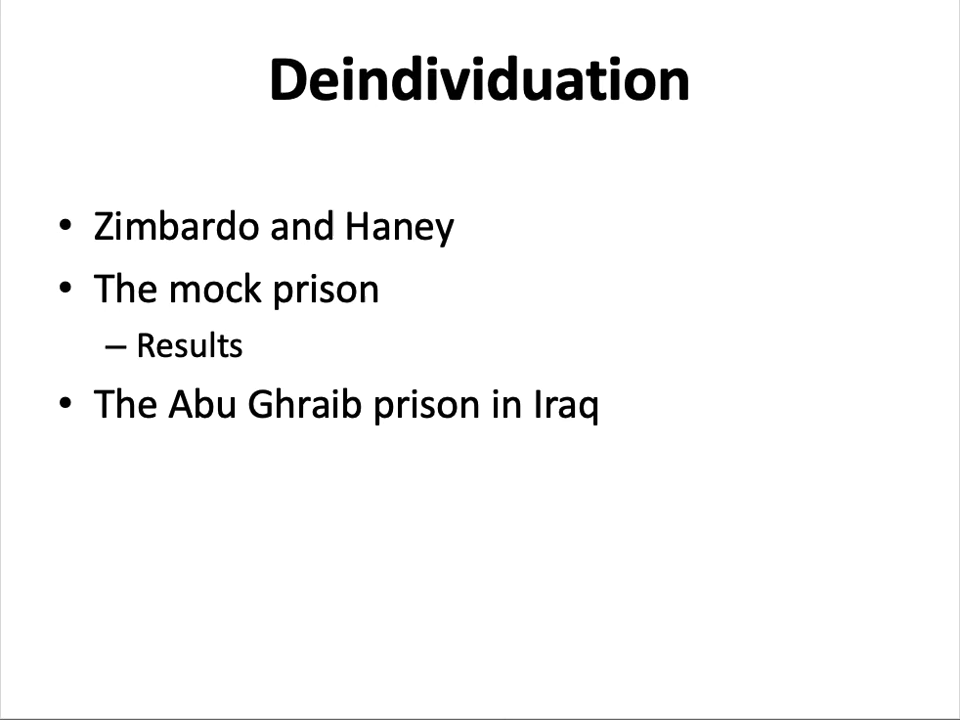 Deindividuation
• Zimbardo and Haney
• The mock prison
– Results
• The Abu Ghraib prison in Iraq